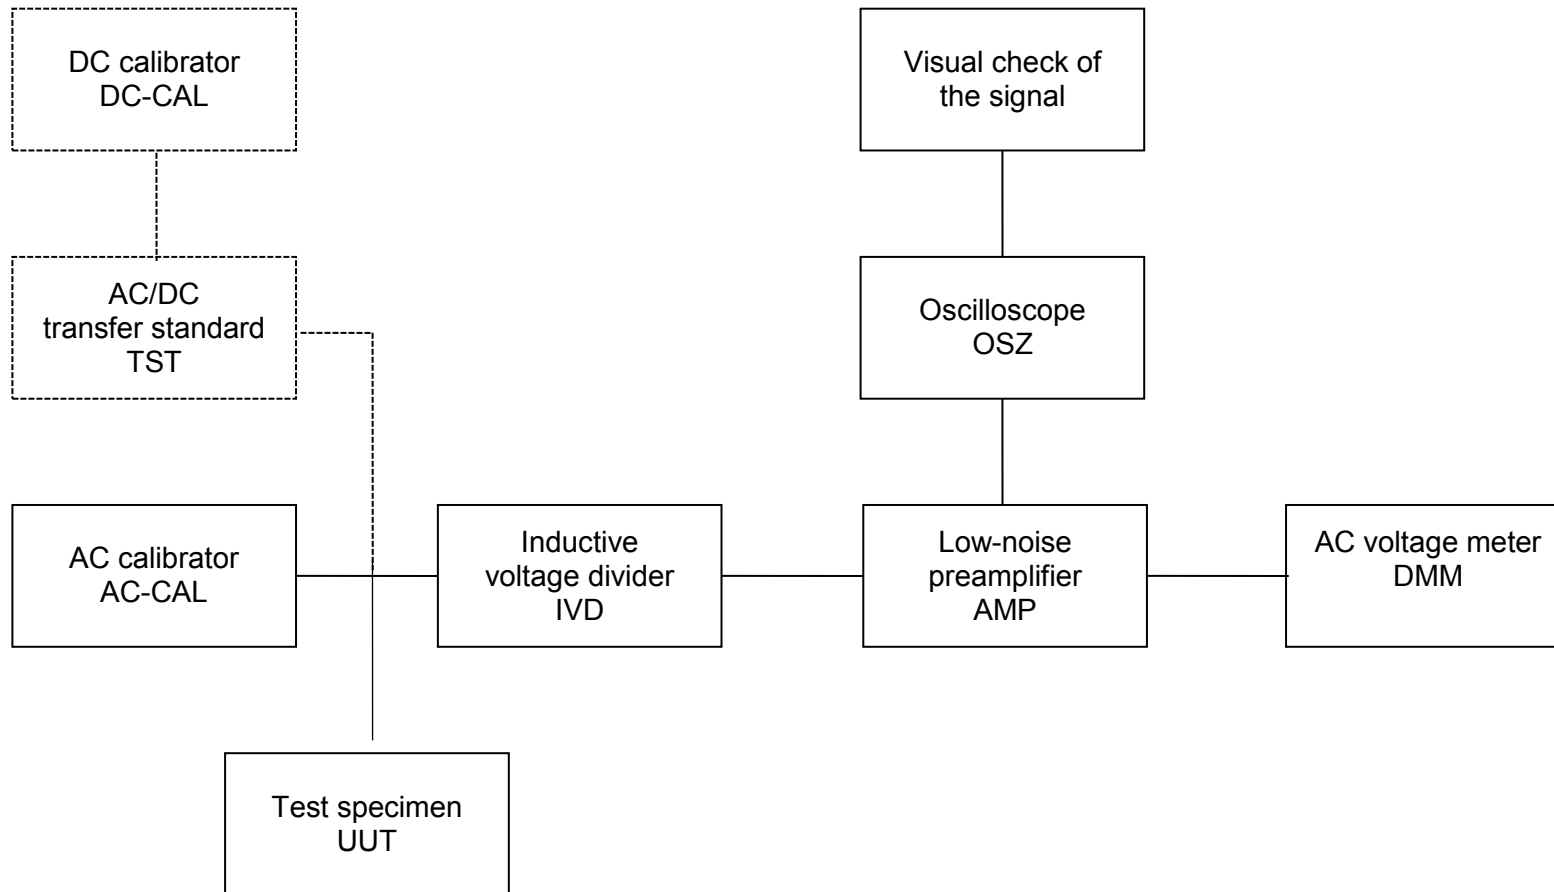 DC calibrator
DC-CAL
Visual check of
the signal
AC/DC
transfer standard
TST
Oscilloscope
OSZ
AC calibrator
AC-CAL
Inductive
voltage divider
IVD
Low-noise
preamplifier
AMP
AC voltage meter
DMM
Test specimen
UUT